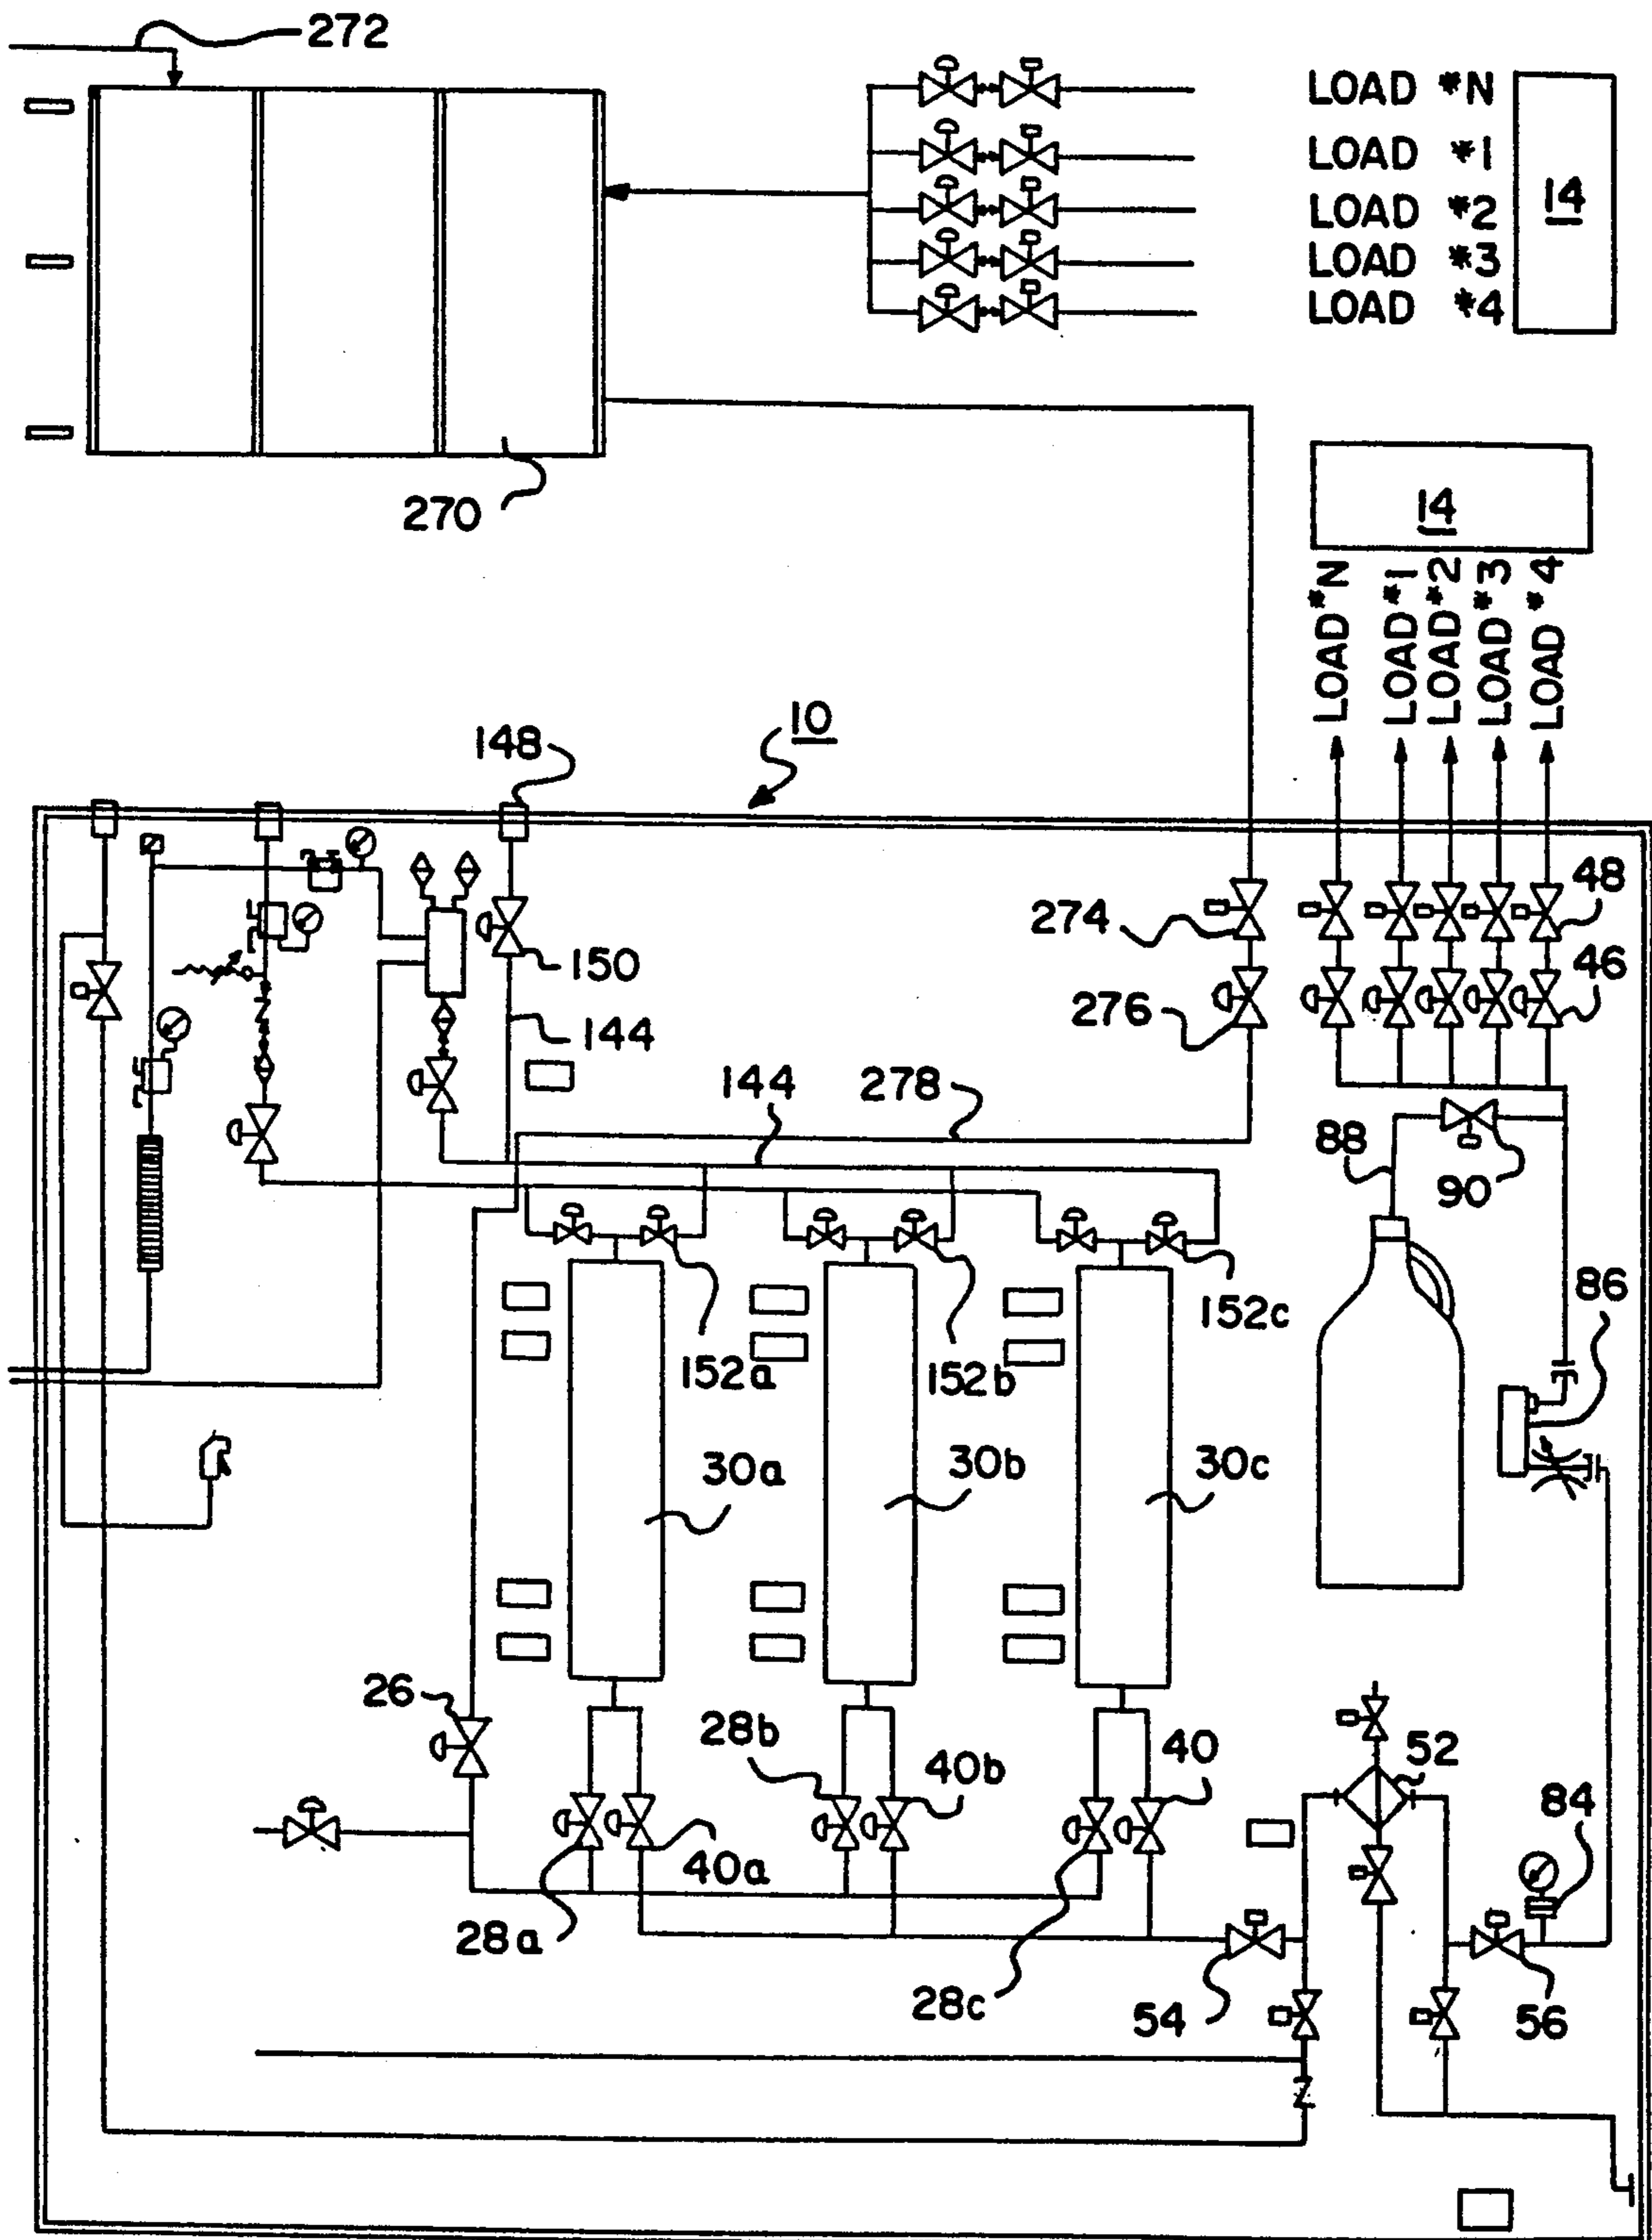 272
LOAD *N
LOAD *1
LOAD *2
LOAD *3
LOAD *4
14
270
14
LOAD *N
LOAD *1
LOAD *2
LOAD *3
LOAD *4
10
148
48
274
150
46
276
144
144
278
88
90
86
152a
152b
152c
30a
30b
30c
26
28b
40b
40
52
84
40a
28a
28c
54
56